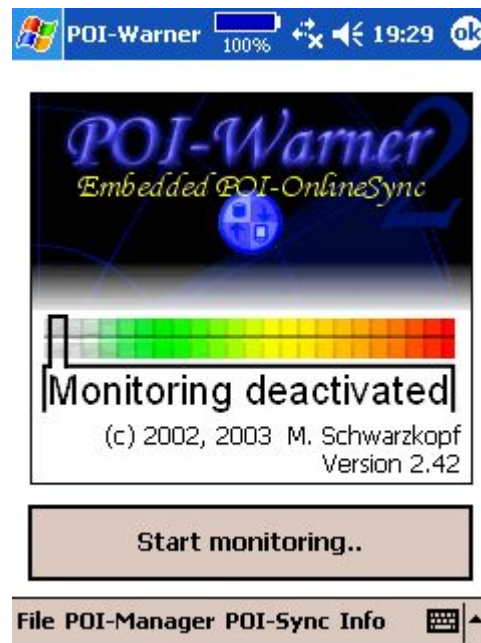 POI-Warner 100% 19:29 ok
POI-Warner 2
Embedded POI-OnlineSync
Monitoring deactivated
(c) 2002, 2003 M. Schwarzkopf
Version 2.42
Start monitoring..
File POI-Manager POI-Sync Info